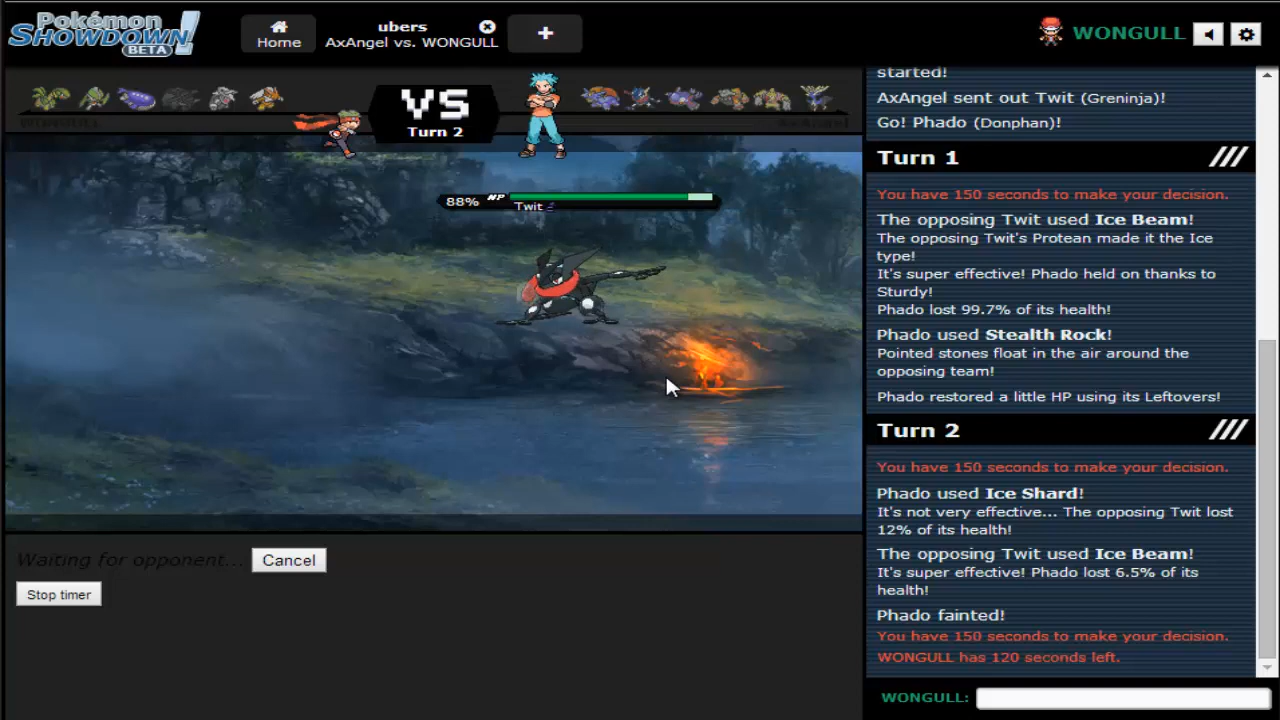 Pokémon
SHOWDOWN!
BETA
Home
ubers
AxAngel vs. WONGULL
+
WONGULL
VS
Turn 2
WONGULL
AxAngel
88% HP
Twit
Waiting for opponent... Cancel
Stop timer
started!
AxAngel sent out Twit (Greninja)!
Go! Phado (Donphan)!
Turn 1
You have 150 seconds to make your decision.
The opposing Twit used Ice Beam!
The opposing Twit's Protean made it the Ice
type!
It's super effective! Phado held on thanks to
Sturdy!
Phado lost 99.7% of its health!
Phado used Stealth Rock!
Pointed stones float in the air around the
opposing team!
Phado restored a little HP using its Leftovers!
Turn 2
You have 150 seconds to make your decision.
Phado used Ice Shard!
It's not very effective... The opposing Twit lost
12% of its health!
The opposing Twit used Ice Beam!
It's super effective! Phado lost 6.5% of its
health!
Phado fainted!
You have 150 seconds to make your decision.
WONGULL has 120 seconds left.
WONGULL: